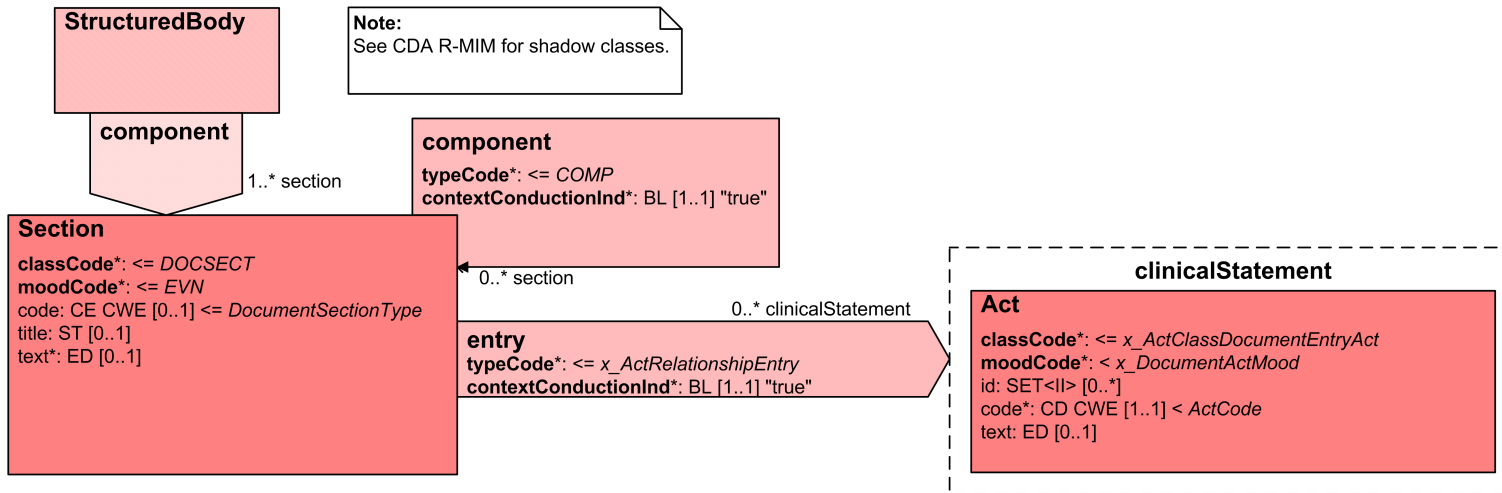 StructuredBody
Note:
See CDA R-MIM for shadow classes.
component
1..* section
component
typeCode*: <= COMP
contextConductionInd*: BL [1..1] "true"
0..* section
Section
classCode*: <= DOCSECT
moodCode*: <= EVN
code: CE CWE [0..1] <= DocumentSectionType
title: ST [0..1]
text*: ED [0..1]
0..* clinicalStatement
entry
typeCode*: <= x_ActRelationshipEntry
contextConductionInd*: BL [1..1] "true"
clinicalStatement
Act
classCode*: <= x_ActClassDocumentEntryAct
moodCode*: < x_DocumentActMood
id: SET<II> [0..*]
code*: CD CWE [1..1] < ActCode
text: ED [0..1]